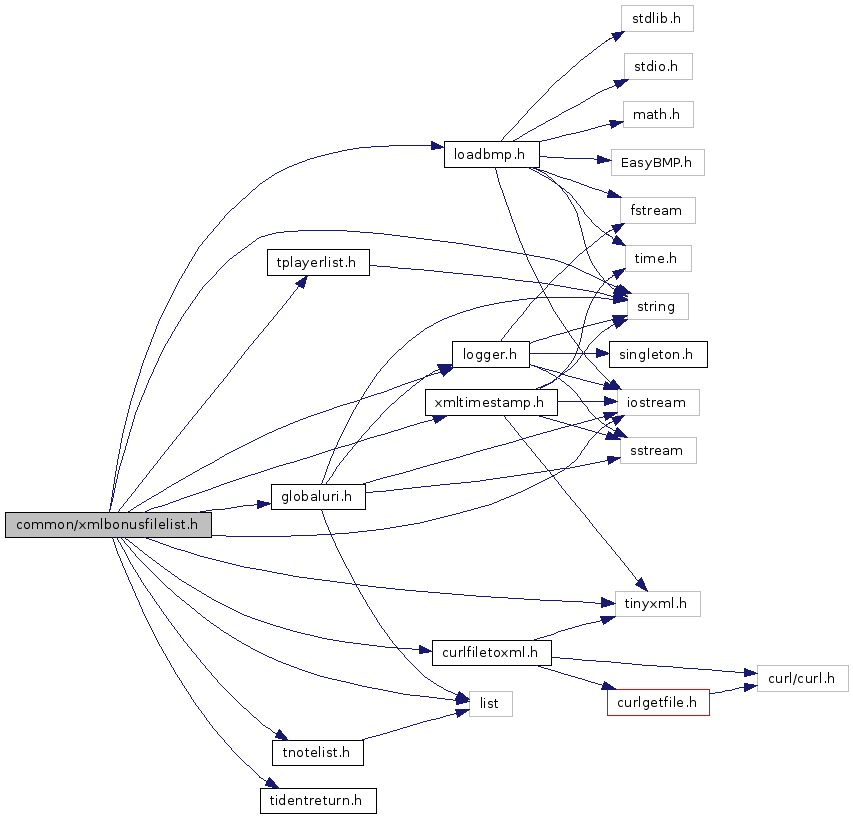 stdlib.h
stdio.h
math.h
loadbmp.h
EasyBMP.h
fstream
time.h
tplayerlist.h
string
logger.h
singleton.h
xmltimestamp.h
iostream
sstream
globaluri.h
common/xmlbonusfilelist.h
tinyxml.h
curlfiletoxml.h
curl/curl.h
list
curlgetfile.h
tnotelist.h
tidentreturn.h